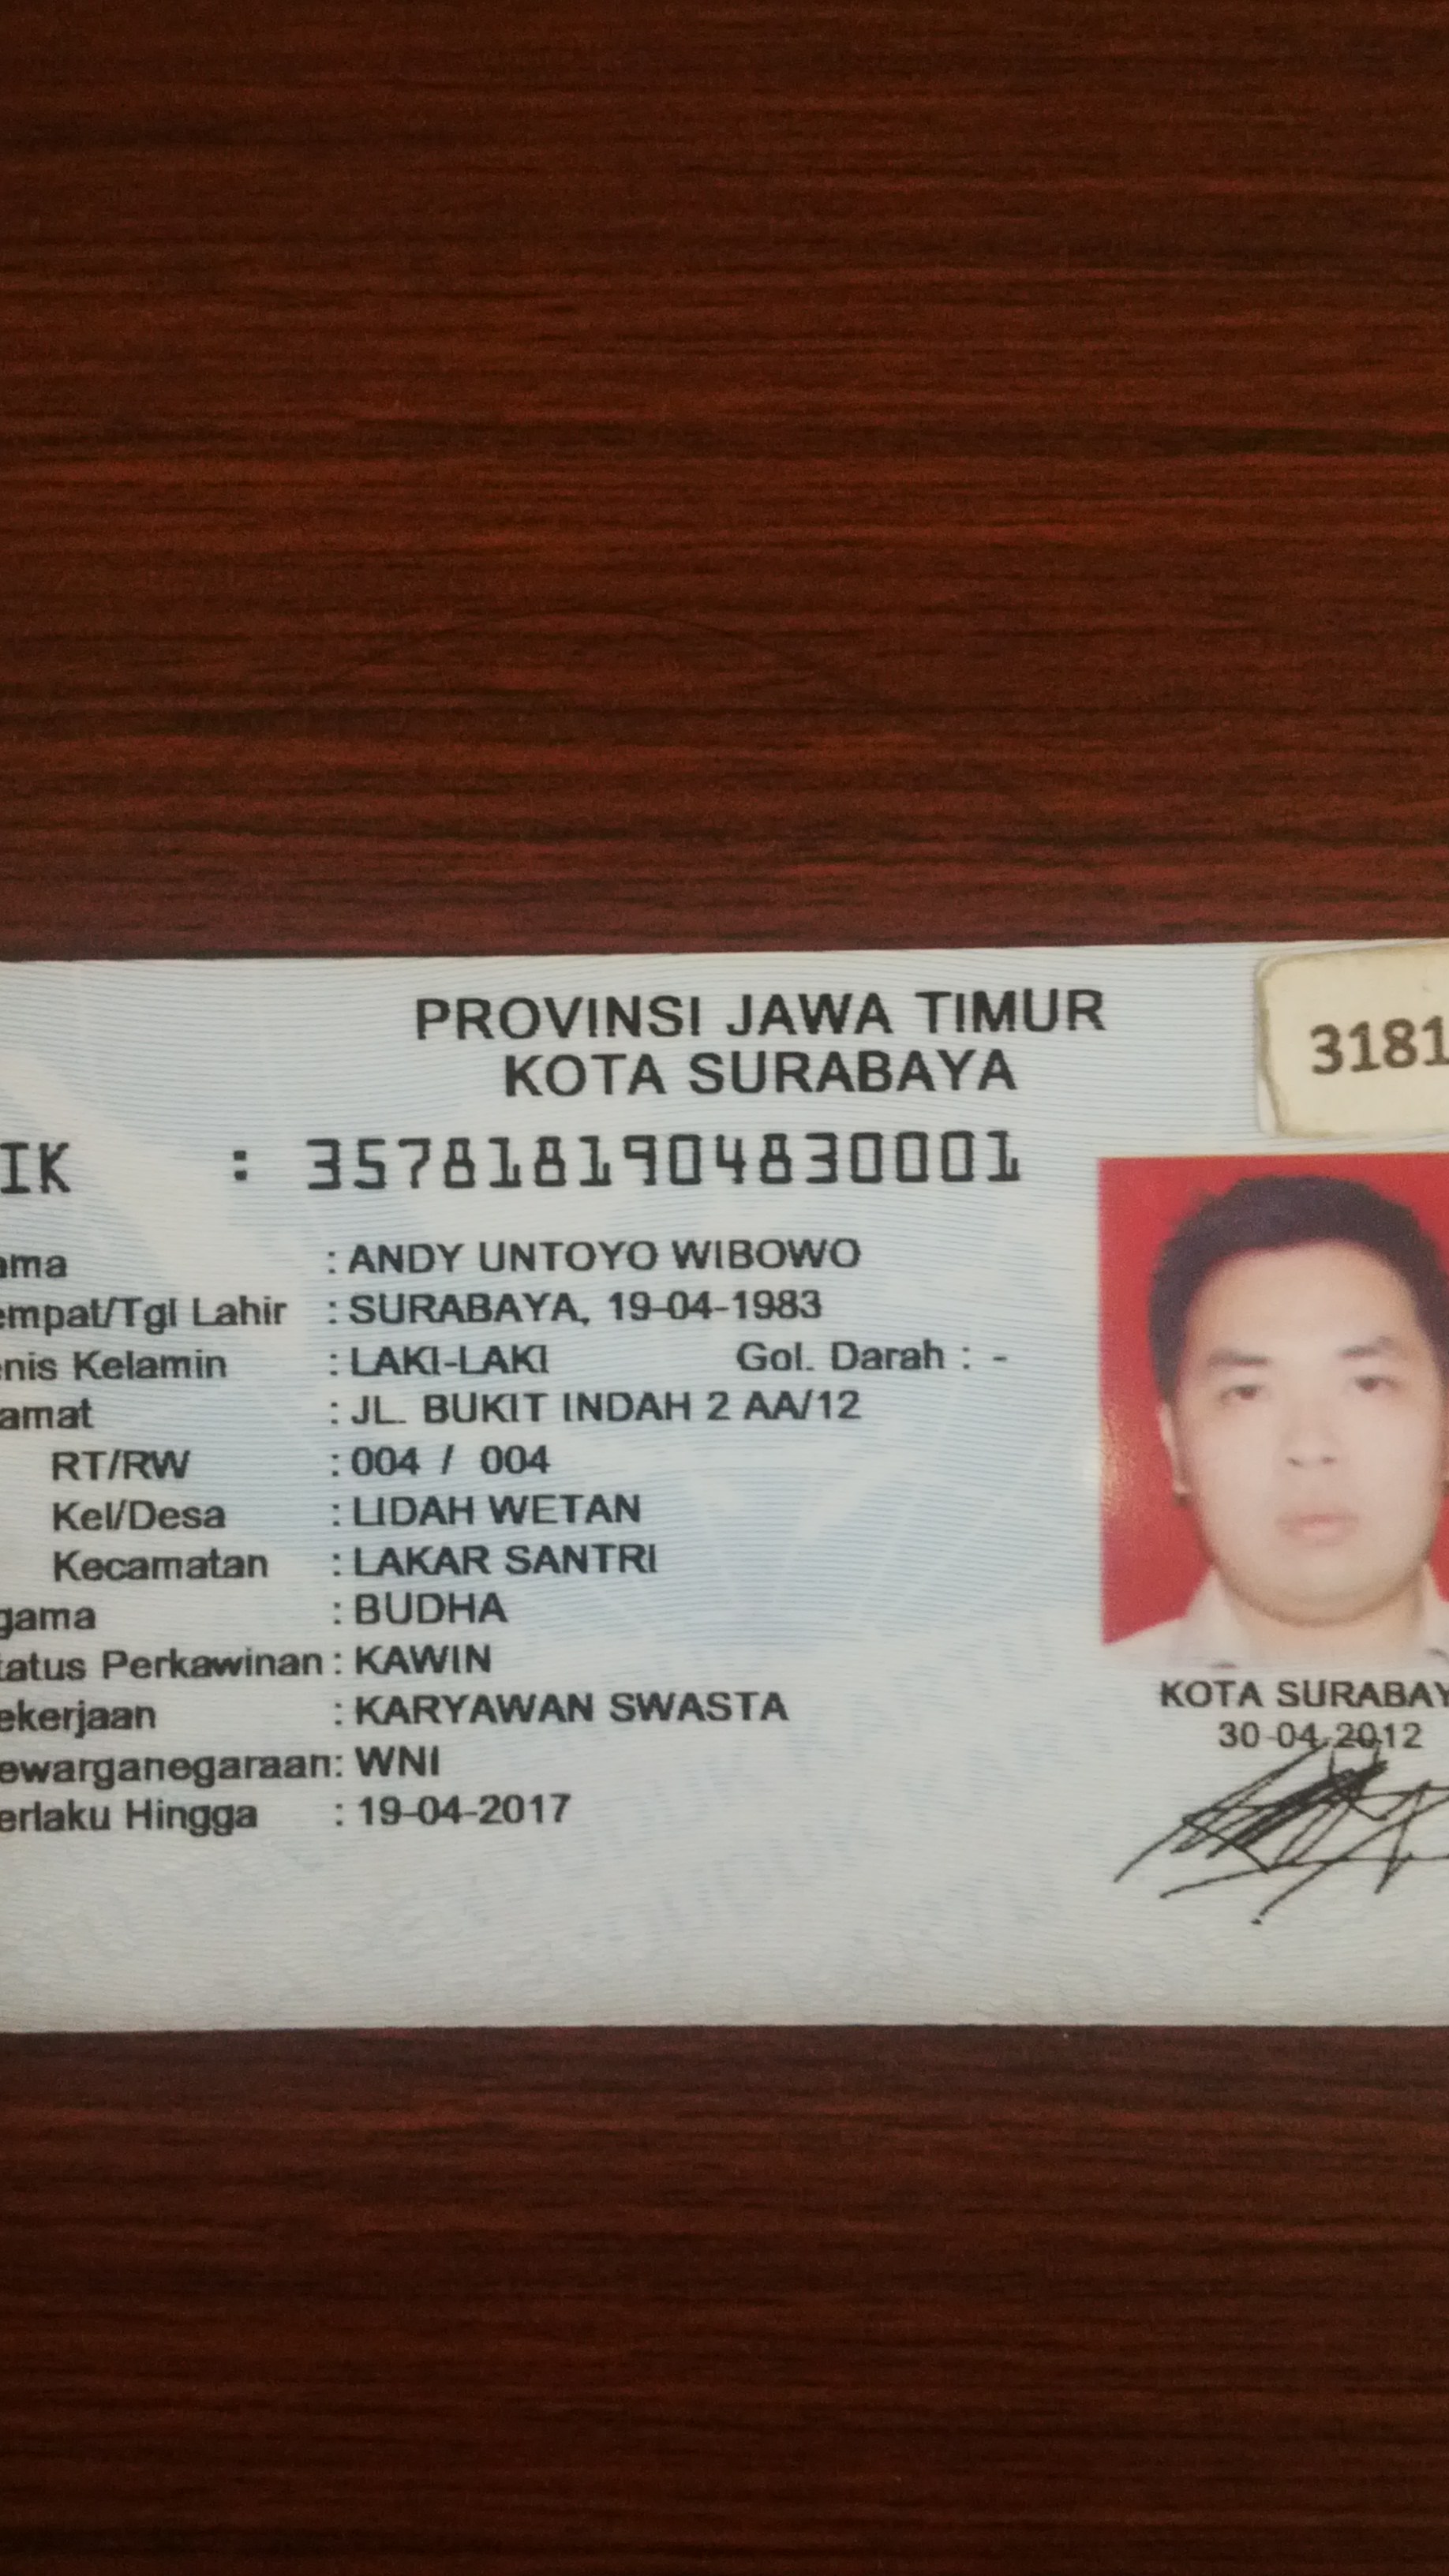 PROVINSI JAWA TIMUR
KOTA SURABAYA
3181
IK : 3578181904830001
ama : ANDY UNTOYO WIBOWO
empat/Tgl Lahir : SURABAYA, 19-04-1983
enis Kelamin : LAKI-LAKI Gol. Darah : -
amat : JL. BUKIT INDAH 2 AA/12
RT/RW : 004 / 004
Kel/Desa : LIDAH WETAN
Kecamatan : LAKAR SANTRI
gama : BUDHA
tatus Perkawinan : KAWIN
ekerjaan : KARYAWAN SWASTA
ewarganegaraan: WNI
erlaku Hingga : 19-04-2017
KOTA SURABAY
30-04-2012